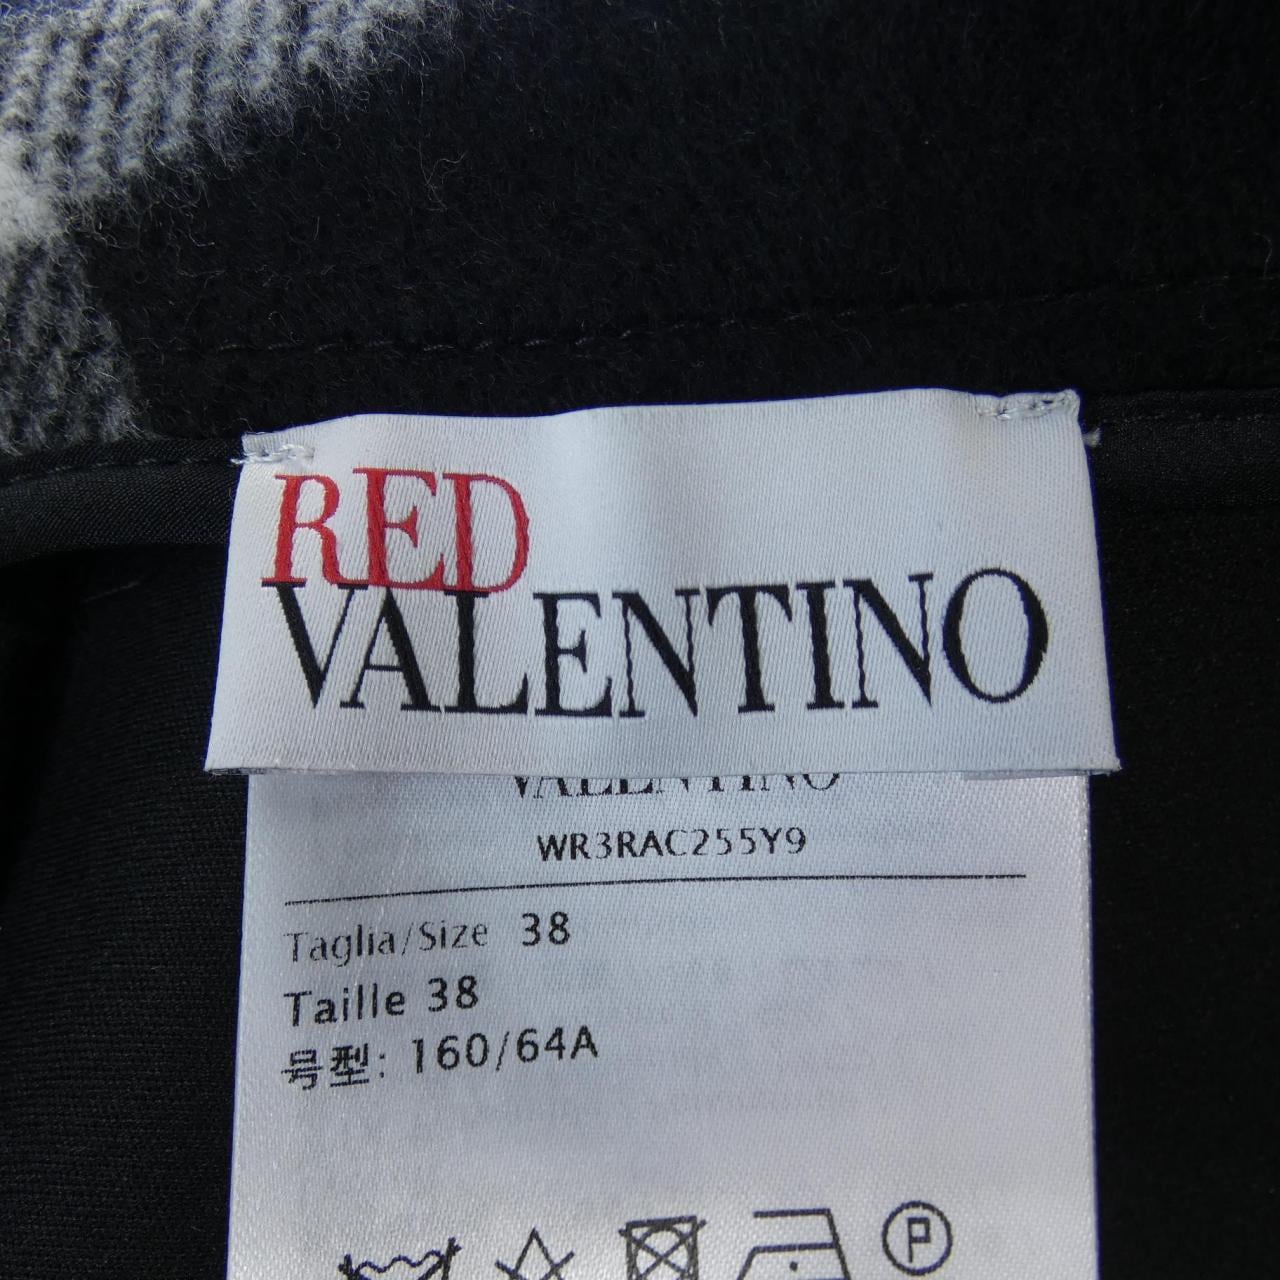 RED
VALENTINO
VALENTINO
WR3RAC255Y9
Taglia/Size 38
Taille 38
号型: 160/64A
P